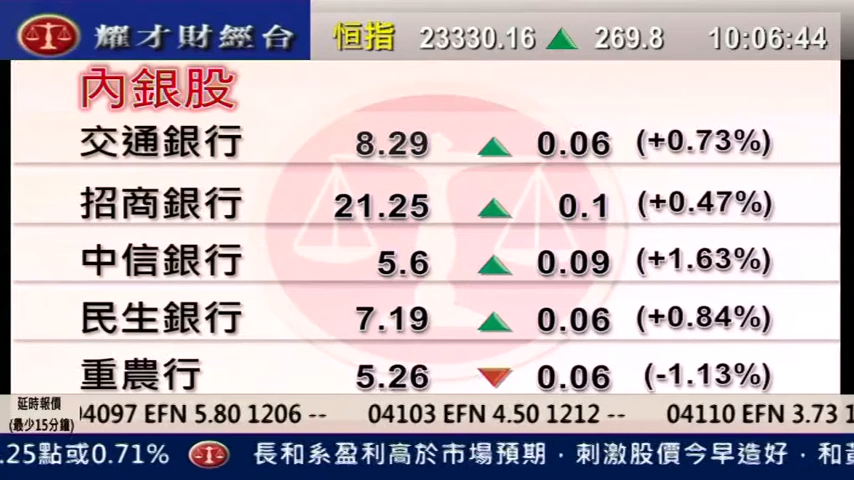 耀才財經台 恒指 23330.16 ▲ 269.8 10:06:44
內銀股
交通銀行 8.29 ▲ 0.06 (+0.73%)
招商銀行 21.25 ▲ 0.1 (+0.47%)
中信銀行 5.6 ▲ 0.09 (+1.63%)
民生銀行 7.19 ▲ 0.06 (+0.84%)
重農行 5.26 ▼ 0.06 (-1.13%)
延時報價
(最少15分鐘)
04097 EFN 5.80 1206 -- 04103 EFN 4.50 1212 -- 04110 EFN 3.73 1
.25點或0.71% 長和系盈利高於市場預期，刺激股價今早造好，和黃